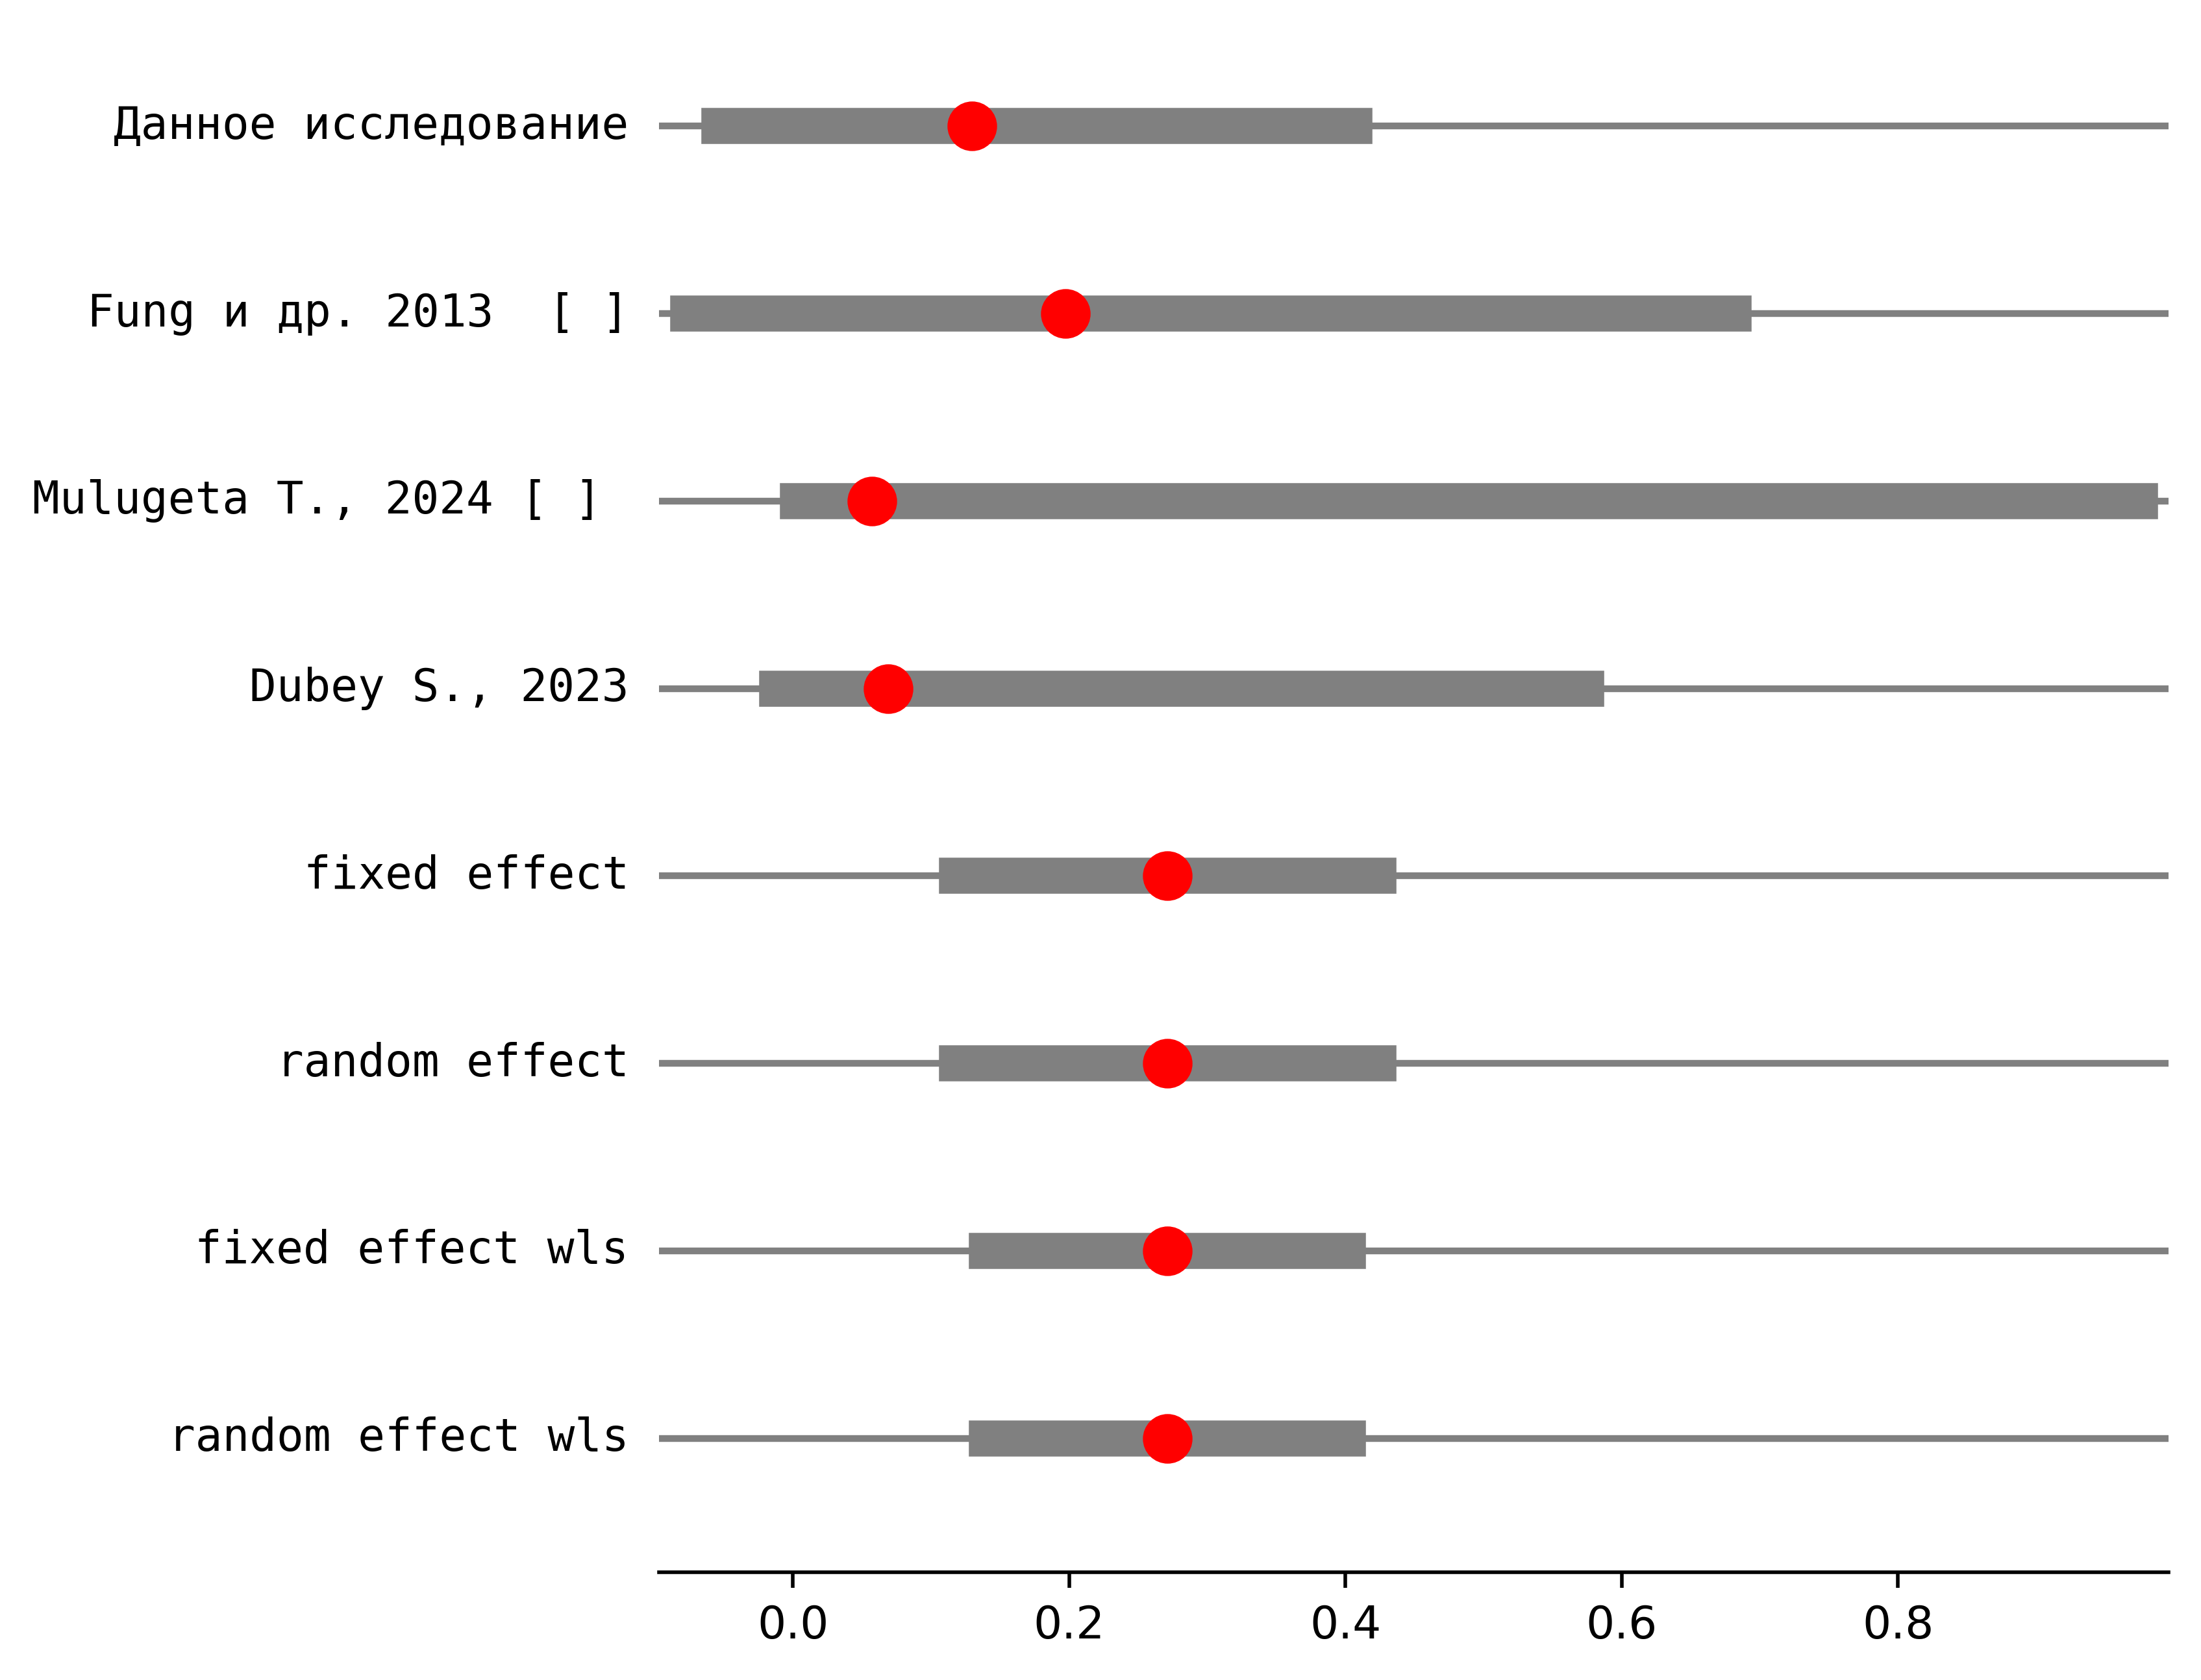 Данное исследование
Fung и др. 2013  [ ]
Mulugeta T., 2024 [ ]
Dubey S., 2023
fixed effect
random effect
fixed effect wls
random effect wls
0.0 0.2 0.4 0.6 0.8